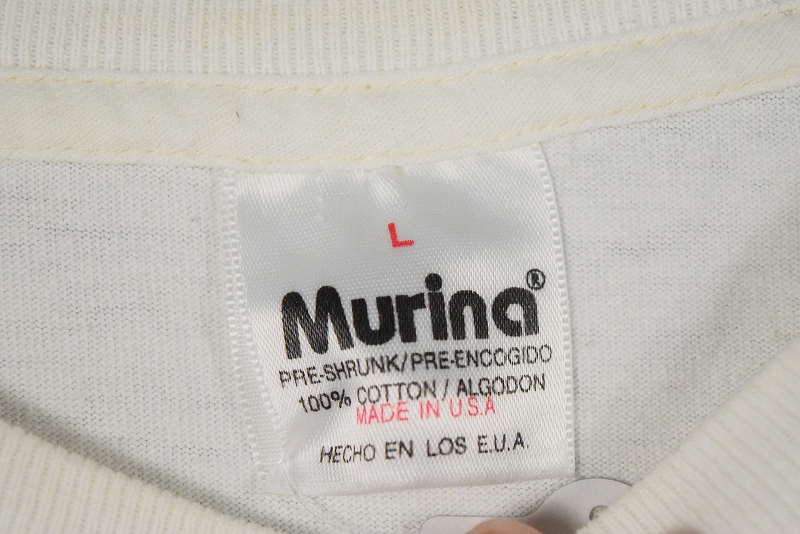 L
Murina®
PRE-SHRUNK/PRE-ENCOGIDO
100% COTTON / ALGODON
MADE IN U.S.A
HECHO EN LOS E.U.A.